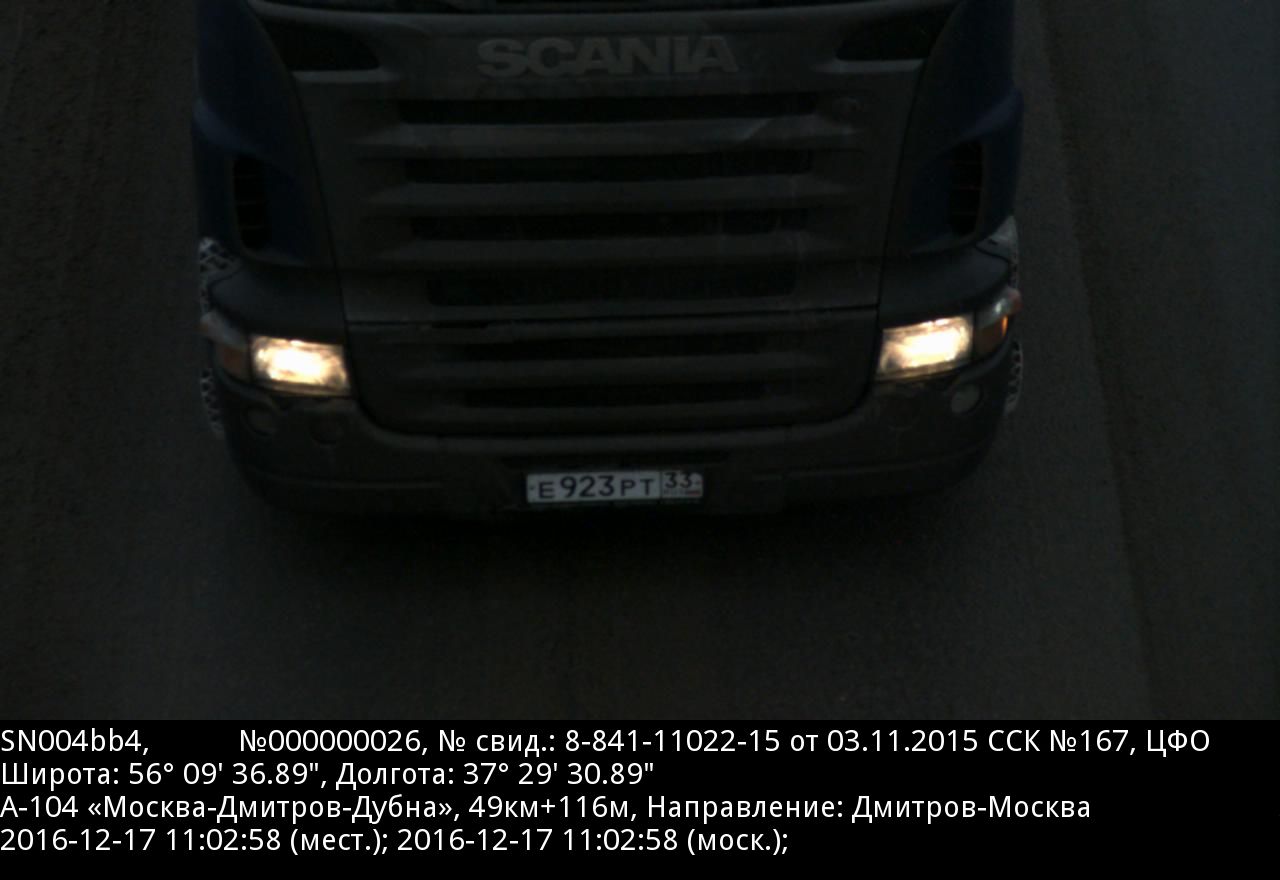 SCANIA
Е923РТ 33
SN004bb4, №000000026, № свид.: 8-841-11022-15 от 03.11.2015 ССК №167, ЦФО
Широта: 56° 09' 36.89", Долгота: 37° 29' 30.89"
А-104 «Москва-Дмитров-Дубна», 49км+116м, Направление: Дмитров-Москва
2016-12-17 11:02:58 (мест.); 2016-12-17 11:02:58 (моск.);